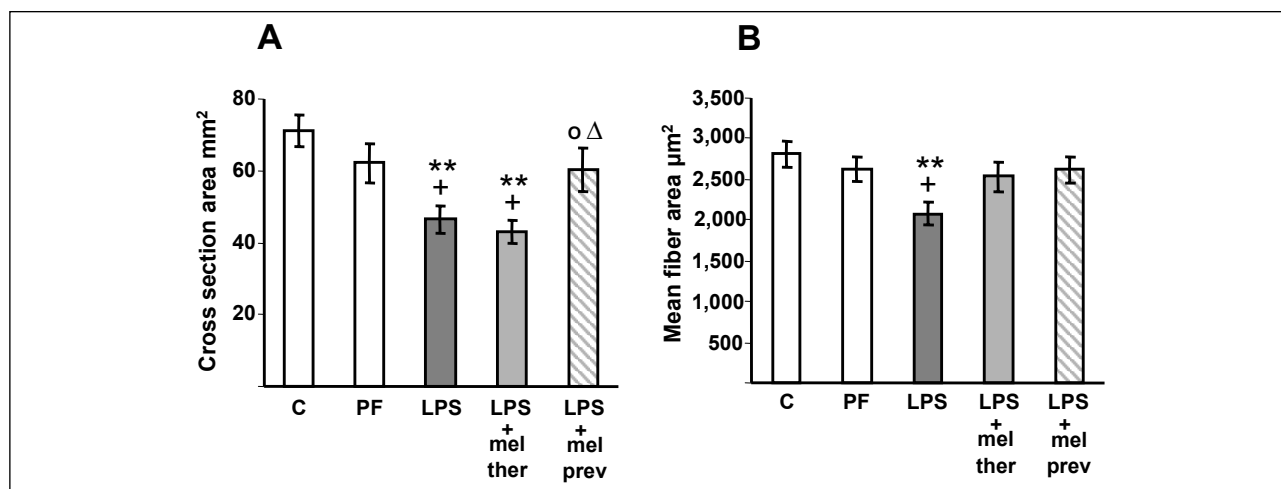 A
Cross section area mm²
80
60
40
20
o Δ
**
+
**
+
C
PF
LPS
LPS
+
mel
ther
LPS
+
mel
prev
B
Mean fiber area µm²
3,500
3,000
2,500
2,000
1,500
1,000
500
**
+
C
PF
LPS
LPS
+
mel
ther
LPS
+
mel
prev